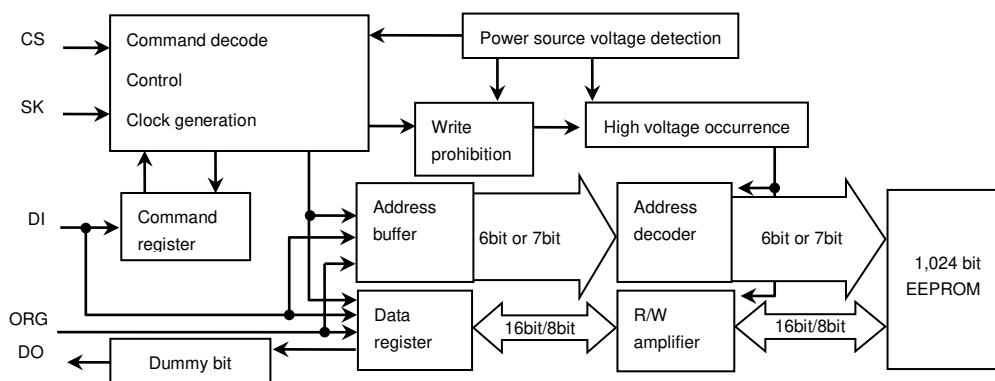 CS
Command decode
Power source voltage detection
Control
SK
Clock generation
Write
prohibition
High voltage occurrence
DI
Command
register
Address
buffer
6bit or 7bit
Address
decoder
6bit or 7bit
1,024 bit
EEPROM
ORG
Data
register
16bit/8bit
R/W
amplifier
16bit/8bit
DO
Dummy bit